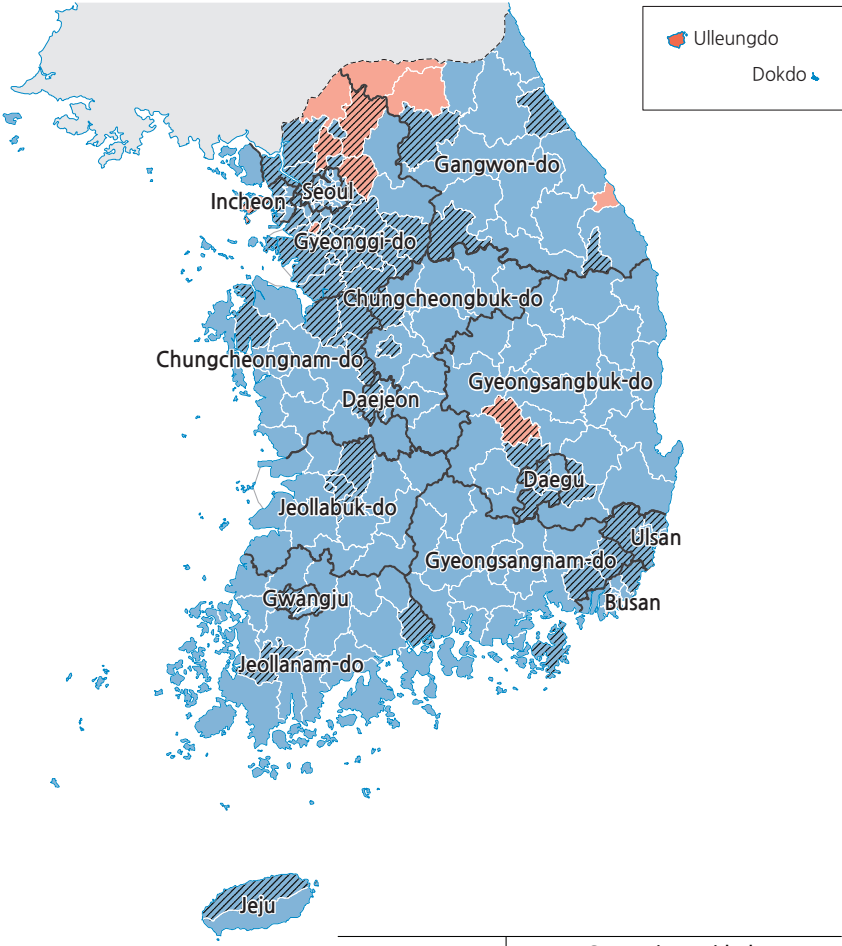 Ulleungdo
Dokdo
Gangwon-do
Seoul
Incheon
Gyeonggi-do
Chungcheongbuk-do
Chungcheongnam-do
Gyeongsangbuk-do
Daejeon
Daegu
Jeollabuk-do
Ulsan
Gyeongsangnam-do
Gwangju
Busan
Jeollanam-do
Jeju